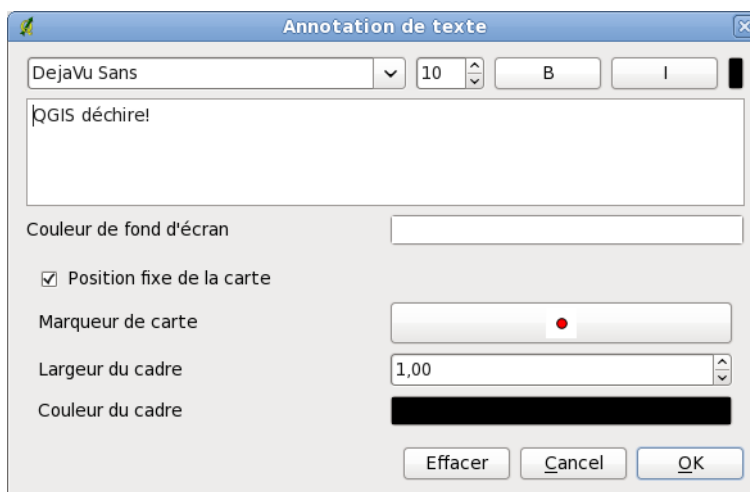 Annotation de texte
DejaVu Sans 10 B I
QGIS déchire!
Couleur de fond d'écran
Position fixe de la carte
Marqueur de carte
Largeur du cadre 1,00
Couleur du cadre
Effacer Cancel OK